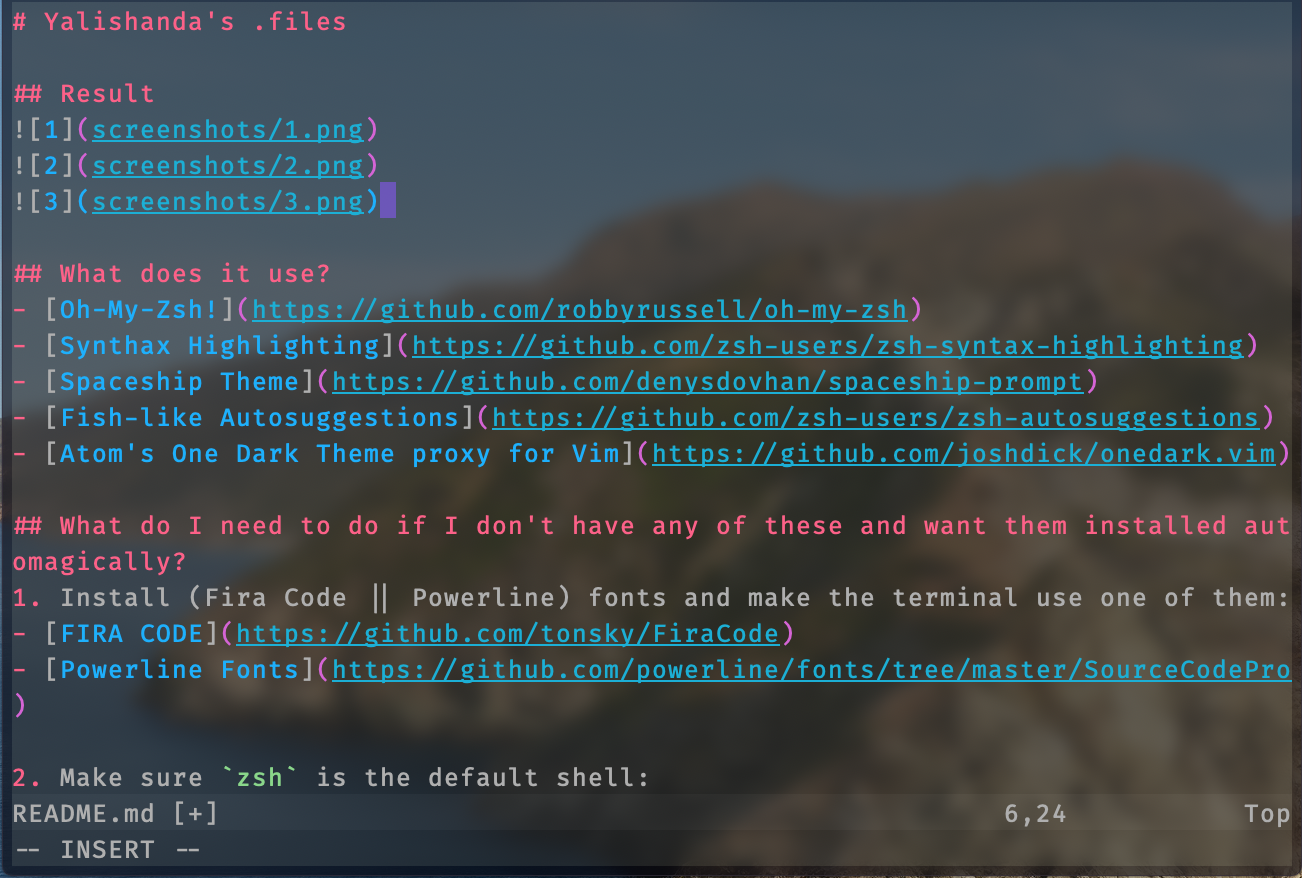 # Yalishanda's .files

## Result
![1](screenshots/1.png)
![2](screenshots/2.png)
![3](screenshots/3.png)

## What does it use?
- [Oh-My-Zsh!](https://github.com/robbyrussell/oh-my-zsh)
- [Synthax Highlighting](https://github.com/zsh-users/zsh-syntax-highlighting)
- [Spaceship Theme](https://github.com/denysdovhan/spaceship-prompt)
- [Fish-like Autosuggestions](https://github.com/zsh-users/zsh-autosuggestions)
- [Atom's One Dark Theme proxy for Vim](https://github.com/joshdick/onedark.vim)

## What do I need to do if I don't have any of these and want them installed aut
omagically?
1. Install (Fira Code || Powerline) fonts and make the terminal use one of them:
- [FIRA CODE](https://github.com/tonsky/FiraCode)
- [Powerline Fonts](https://github.com/powerline/fonts/tree/master/SourceCodePro
)

2. Make sure `zsh` is the default shell:
README.md [+] 6,24 Top
-- INSERT --